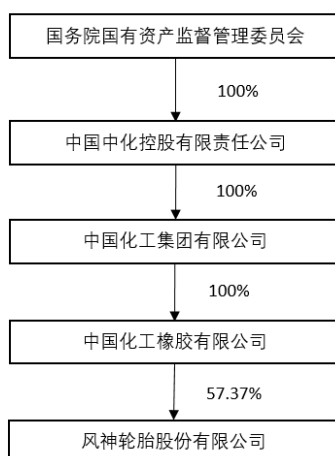 国务院国有资产监督管理委员会
100%
中国中化控股有限责任公司
100%
中国化工集团有限公司
100%
中国化工橡胶有限公司
57.37%
风神轮胎股份有限公司